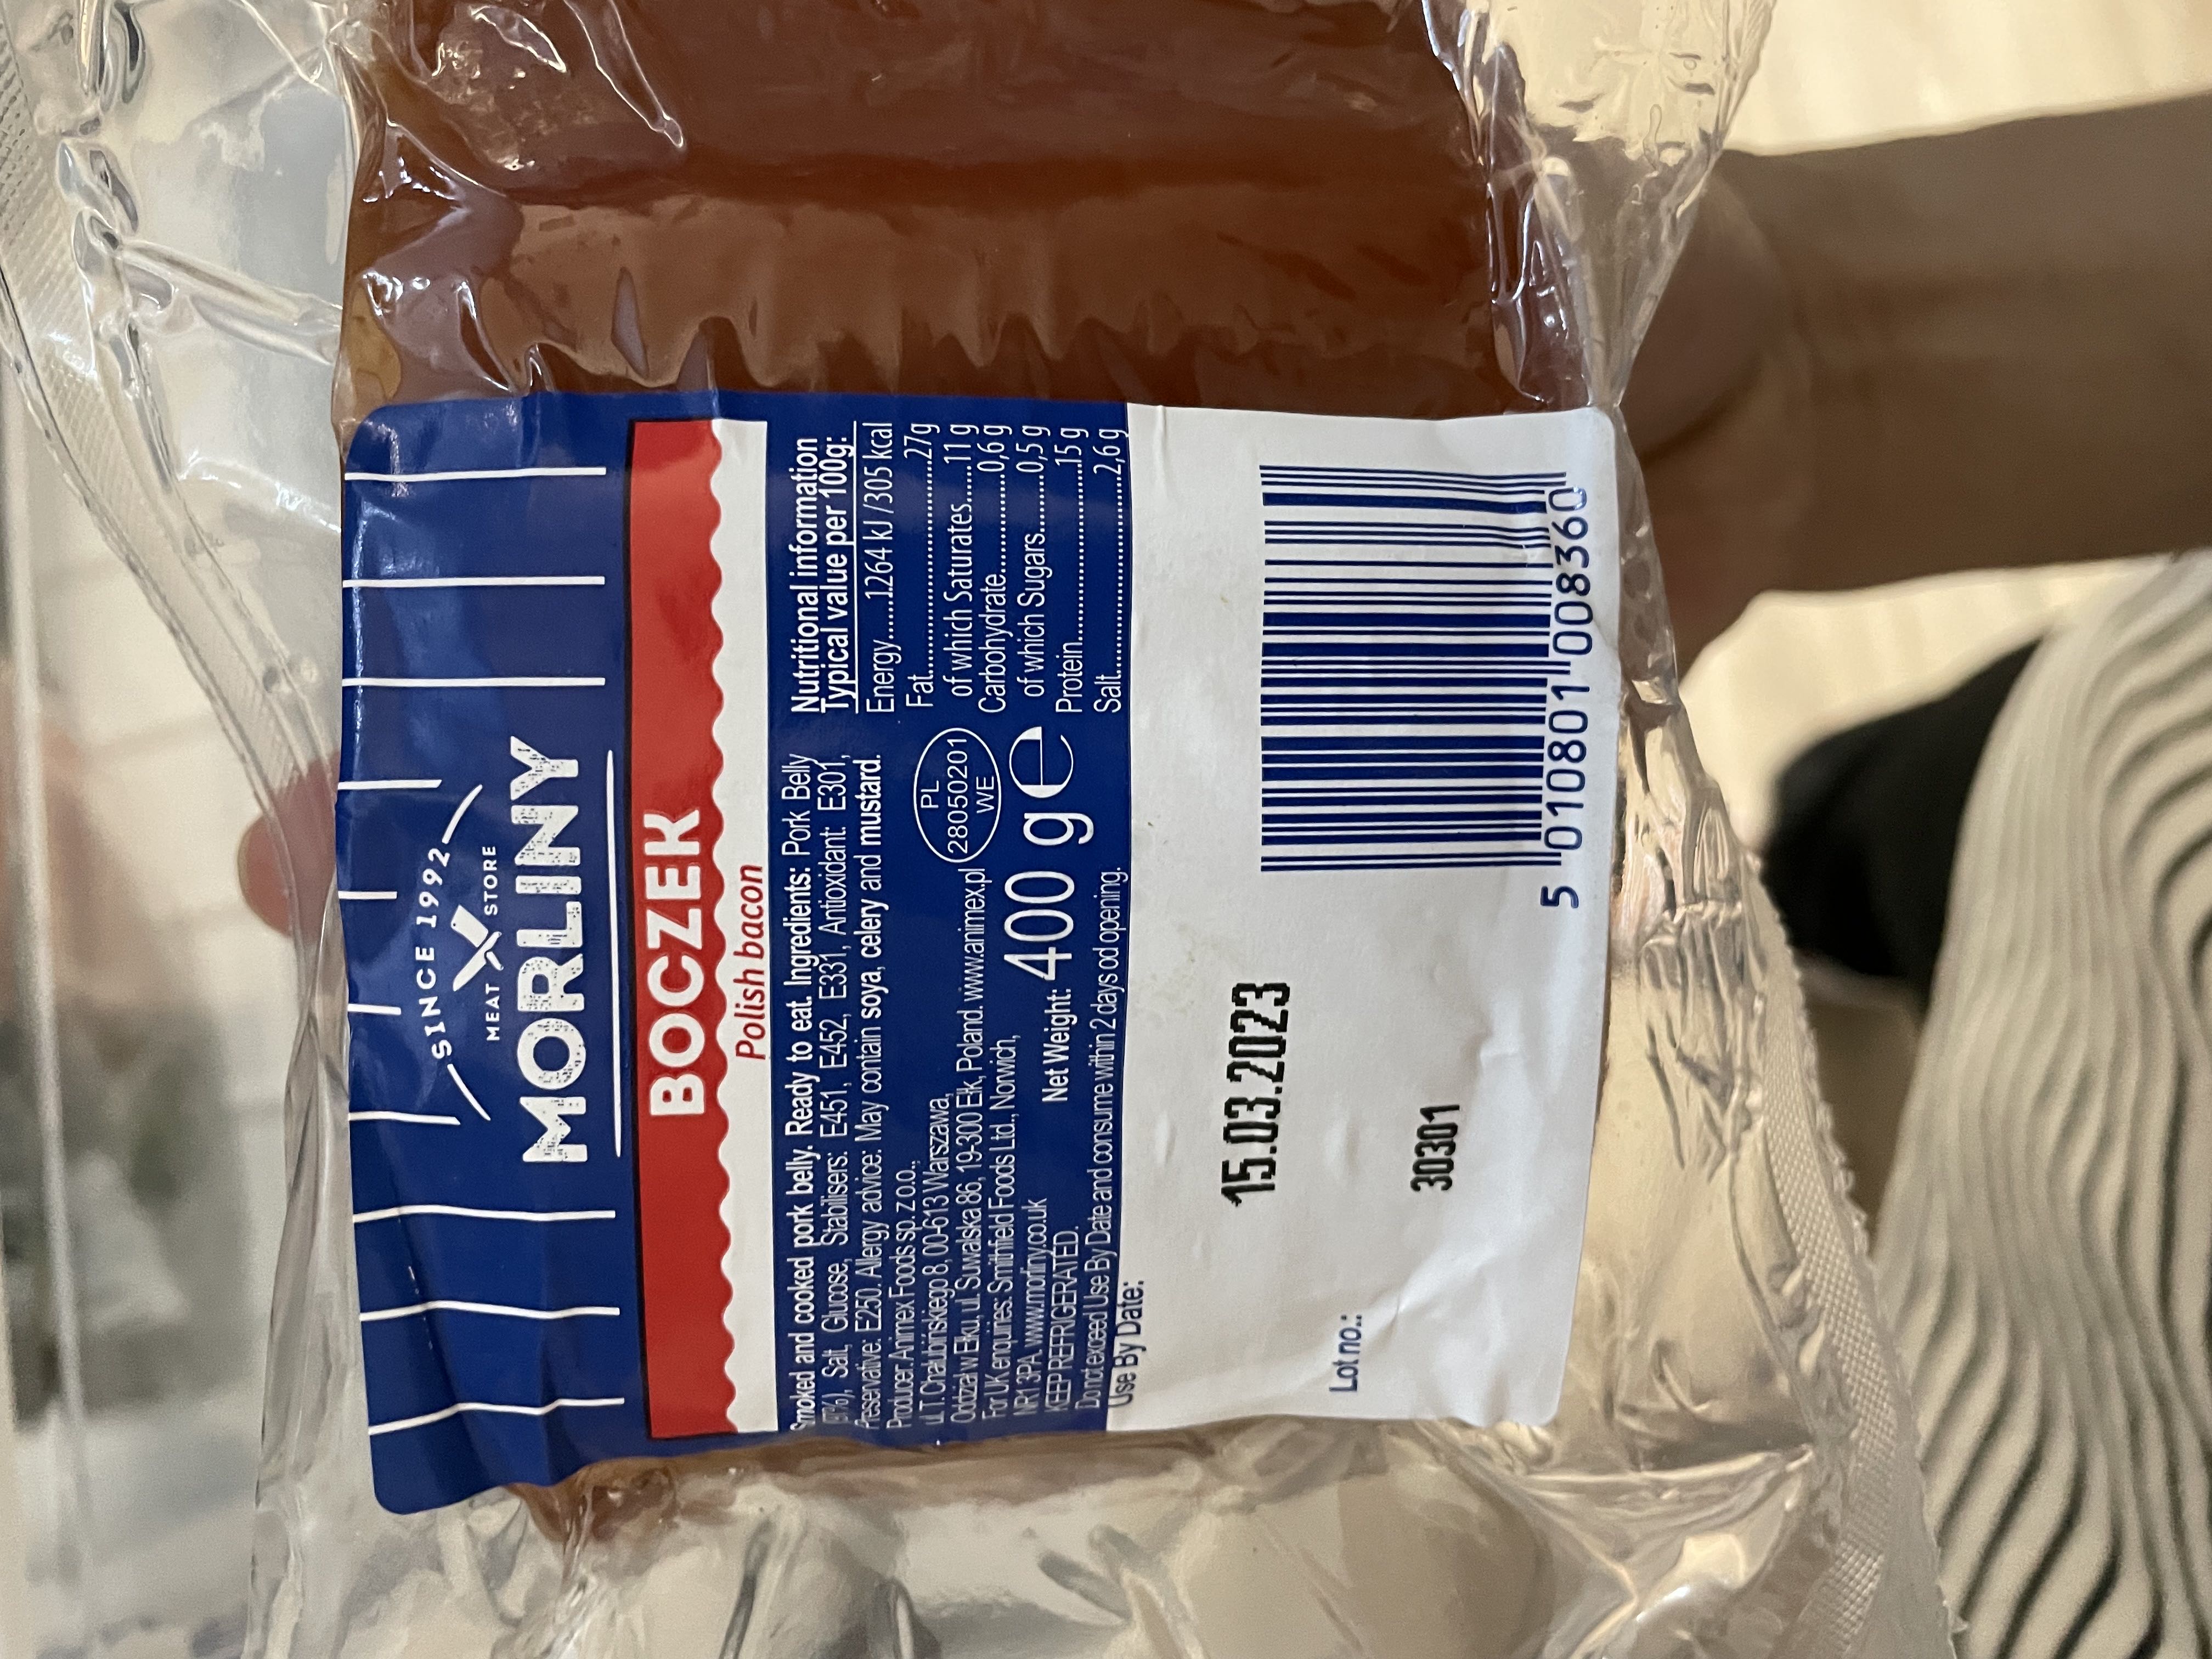 SINCE 1992
MEAT STORE
MORLINY
BOCZEK
Polish bacon
Smoked and cooked pork belly. Ready to eat. Ingredients: Pork Belly
(97%), Salt, Glucose, Stabilisers: E451, E452, E331, Antioxidant: E301,
Preservative: E250. Allergy advice: May contain soya, celery and mustard.
Producer: Animex Foods sp. z o.o.,
ul. T. Chałubińskiego 8, 00-613 Warszawa,
Oddział w Ełku, ul. Suwalska 86, 19-300 Ełk, Poland. www.animex.pl
For UK enquiries: Smithfield Foods Ltd., Norwich,
NR1 3PA. www.morliny.co.uk
KEEP REFRIGERATED.
Net Weight: 400 g e
Do not exceed Use By Date and consume within 2 days od opening.
PL
28050201
WE
Nutritional information
Typical value per 100g:
Energy......1264 kJ /305 kcal
Fat................................27g
of which Saturates......11 g
Carbohydrate...............0,6 g
of which Sugars.........0,5 g
Protein...........................15 g
Salt..............................2,6 g
Use By Date:
15.03.2023
Lot no.:
30301
5 010801 008360